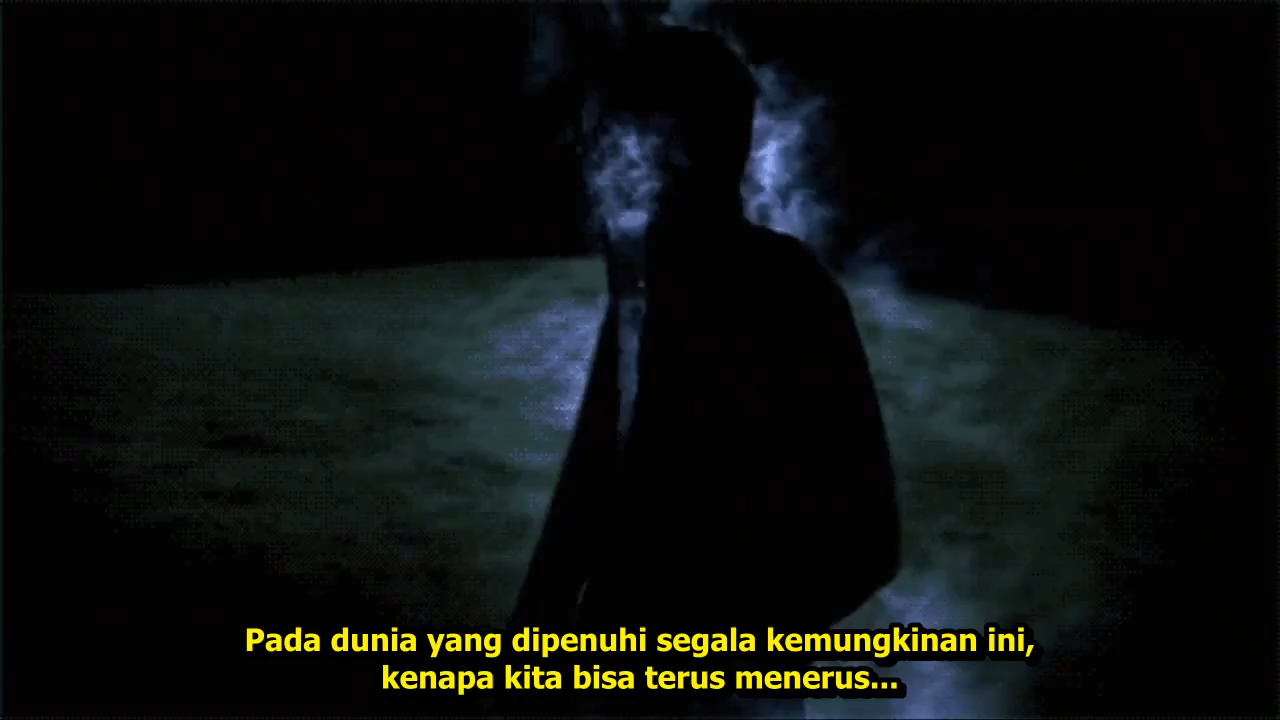 Pada dunia yang dipenuhi segala kemungkinan ini,
kenapa kita bisa terus menerus...